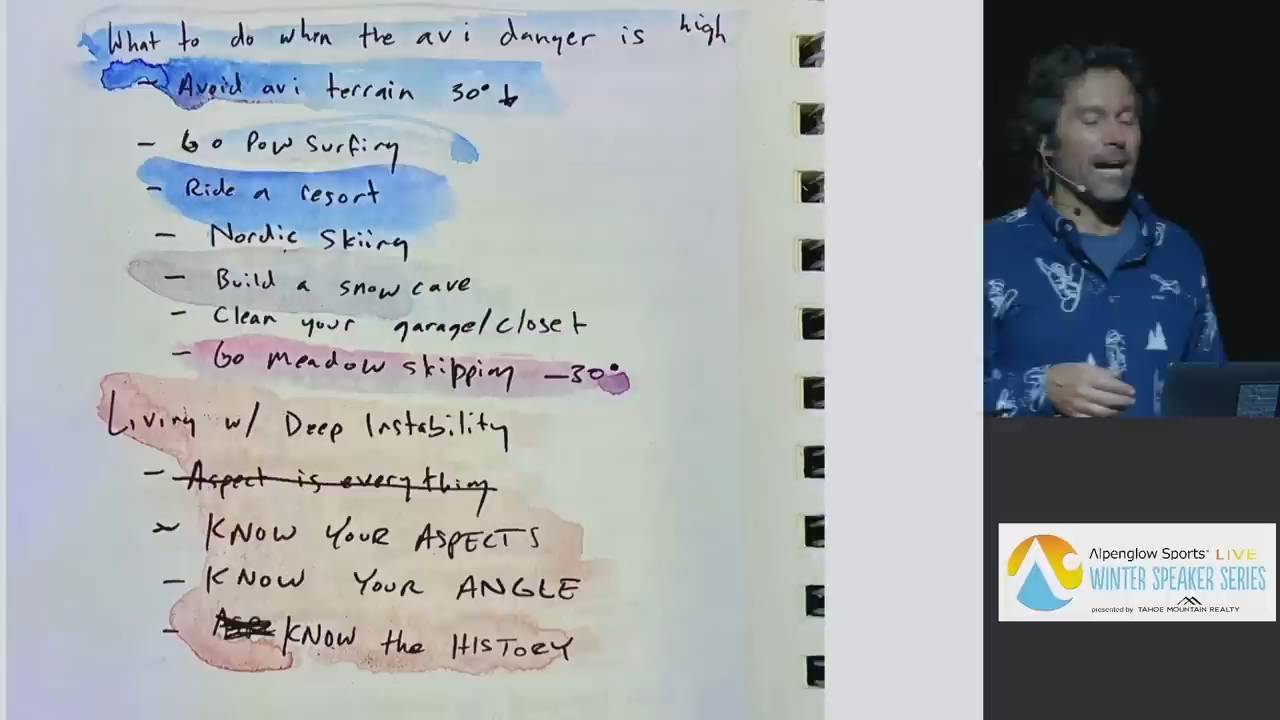 What to do when the avi danger is high
- Avoid avi terrain 30° ↓
- Go Pow Surfing
- Ride a resort
- Nordic Skiing
- Build a snow cave
- Clean your garage/closet
- Go Meadow skipping -30°
Living w/ Deep Instability
- Aspect is everything
- KNOW YOUR ASPECTS
- KNOW YOUR ANGLE
- KNOW the HISTORY
Alpenglow Sports LIVE
WINTER SPEAKER SERIES
presented by TAHOE MOUNTAIN REALTY